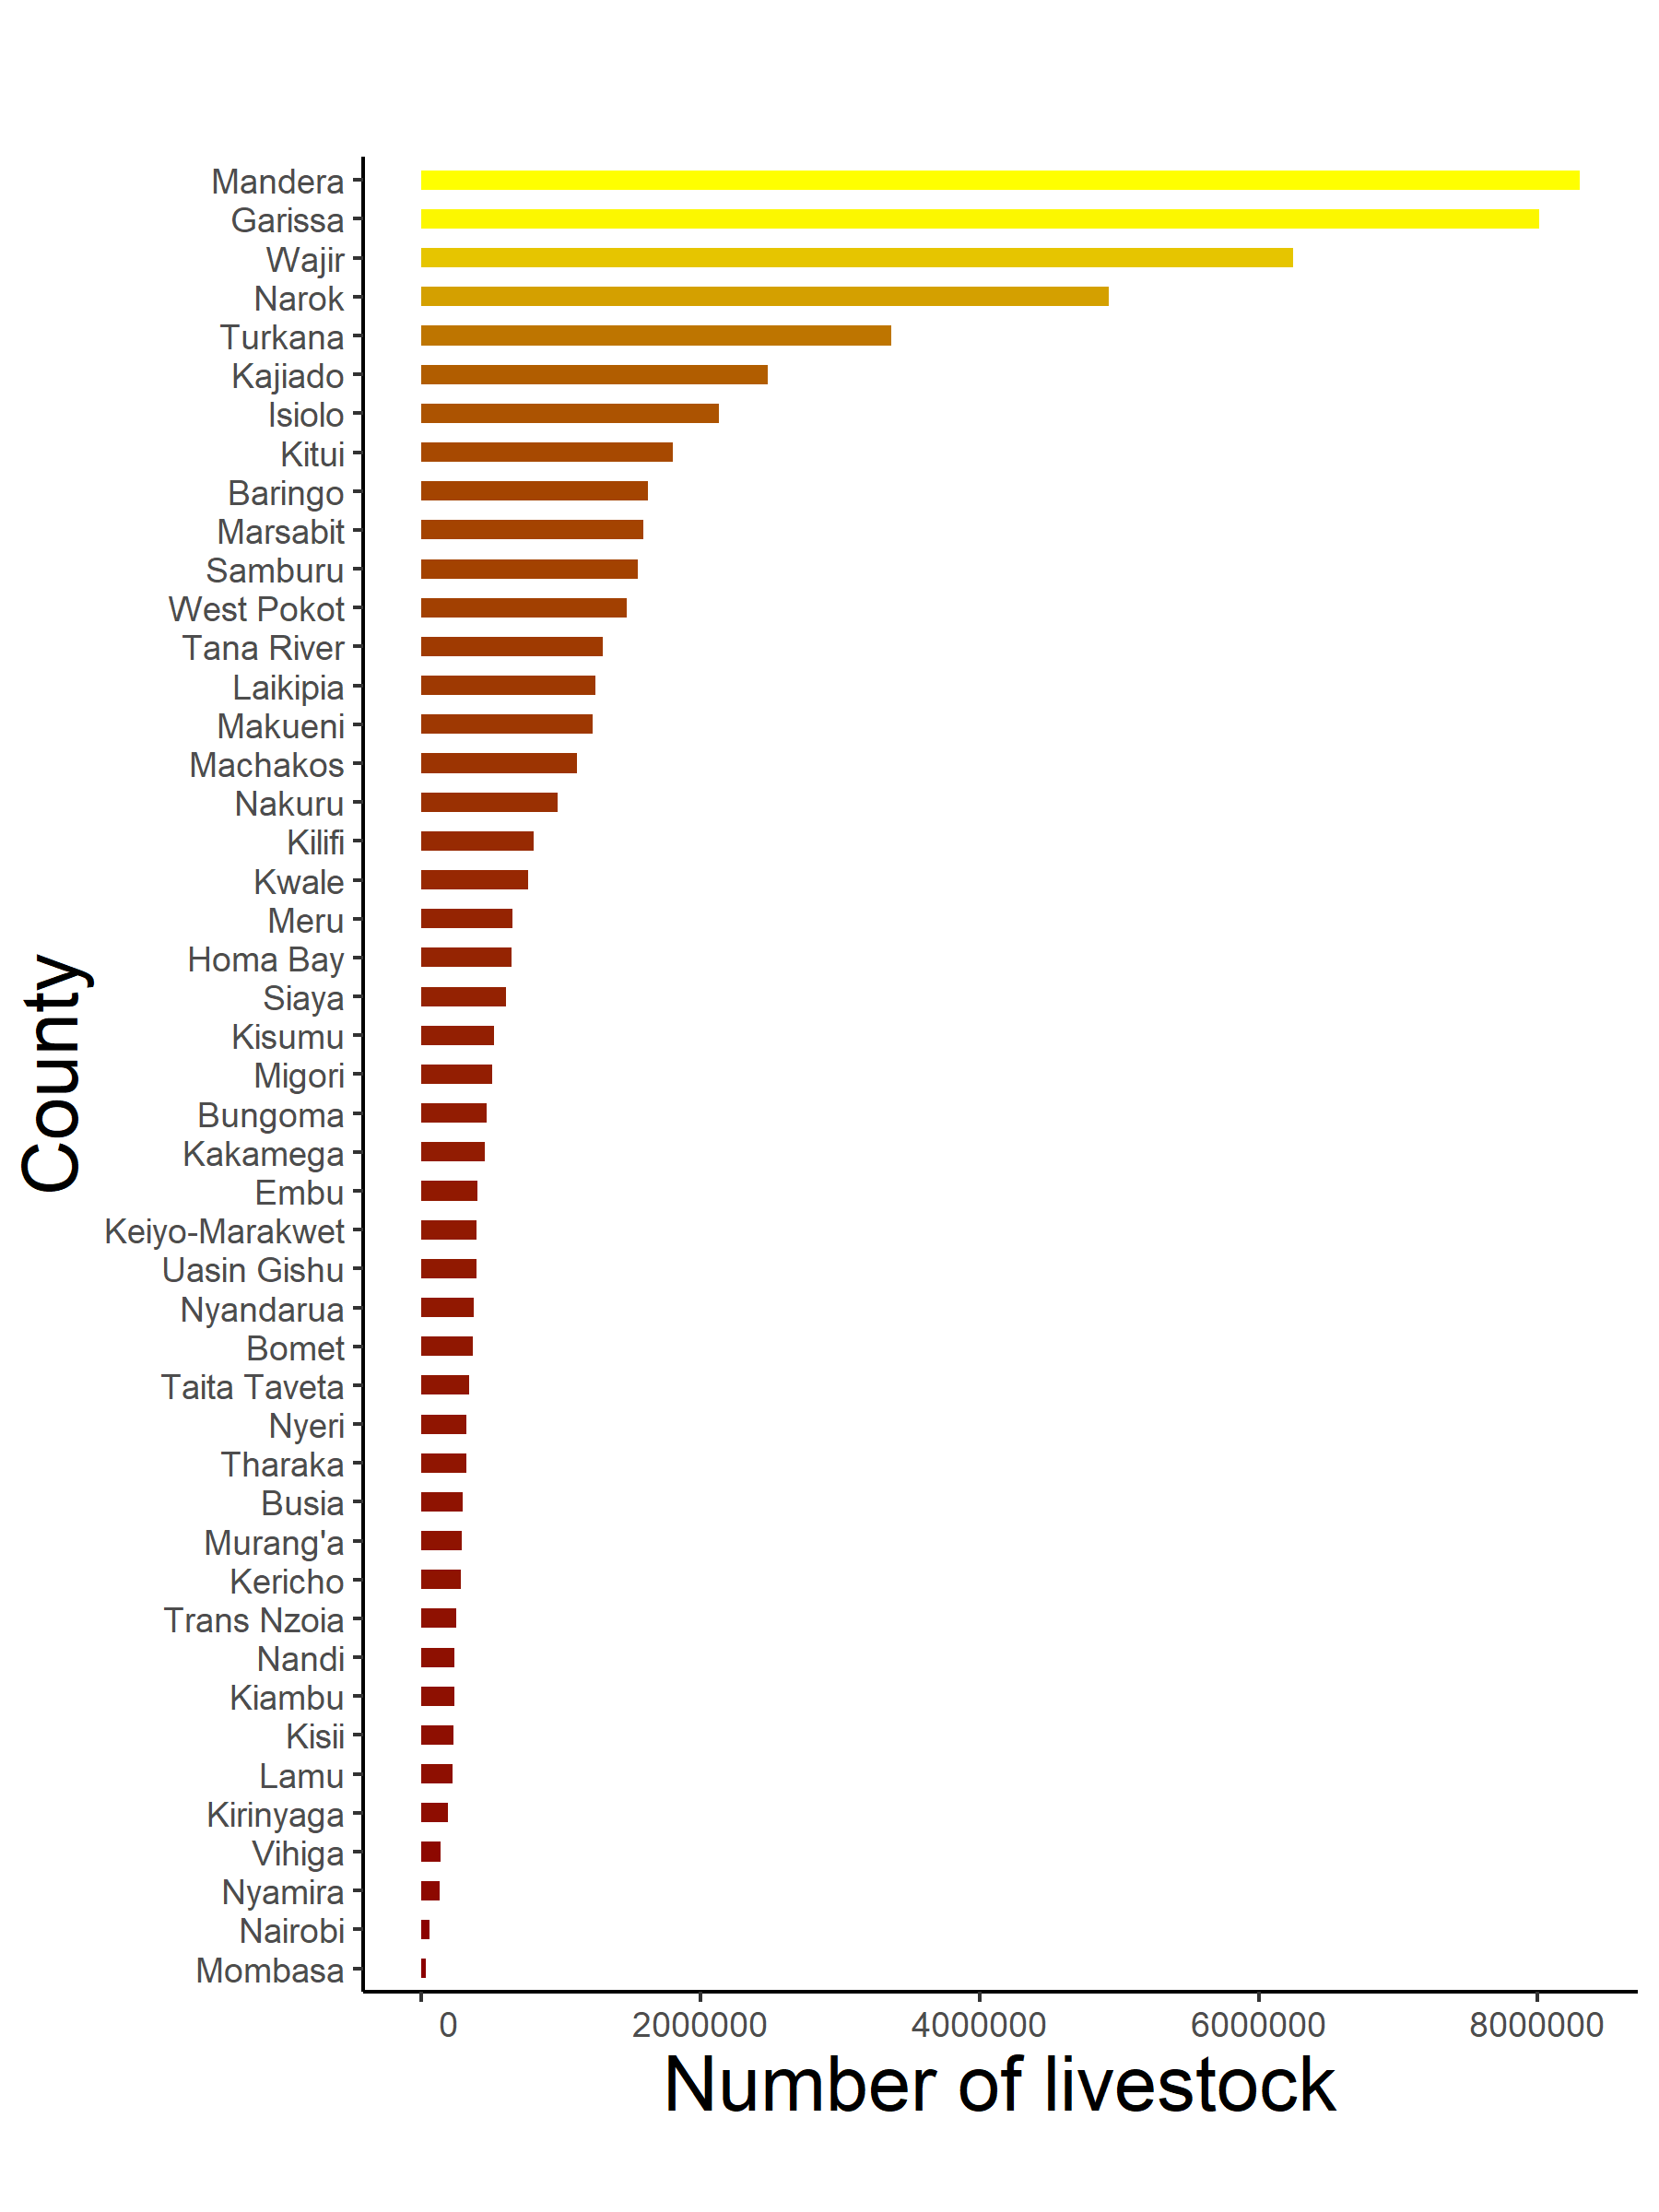 Mandera
Garissa
Wajir
Narok
Turkana
Kajiado
Isiolo
Kitui
Baringo
Marsabit
Samburu
West Pokot
Tana River
Laikipia
Makueni
Machakos
Nakuru
Kilifi
Kwale
Meru
Homa Bay
Siaya
Kisumu
Migori
Bungoma
Kakamega
Embu
Keiyo-Marakwet
Uasin Gishu
Nyandarua
Bomet
Taita Taveta
Nyeri
Tharaka
Busia
Murang'a
Kericho
Trans Nzoia
Nandi
Kiambu
Kisii
Lamu
Kirinyaga
Vihiga
Nyamira
Nairobi
Mombasa
County
0 2000000 4000000 6000000 8000000
Number of livestock